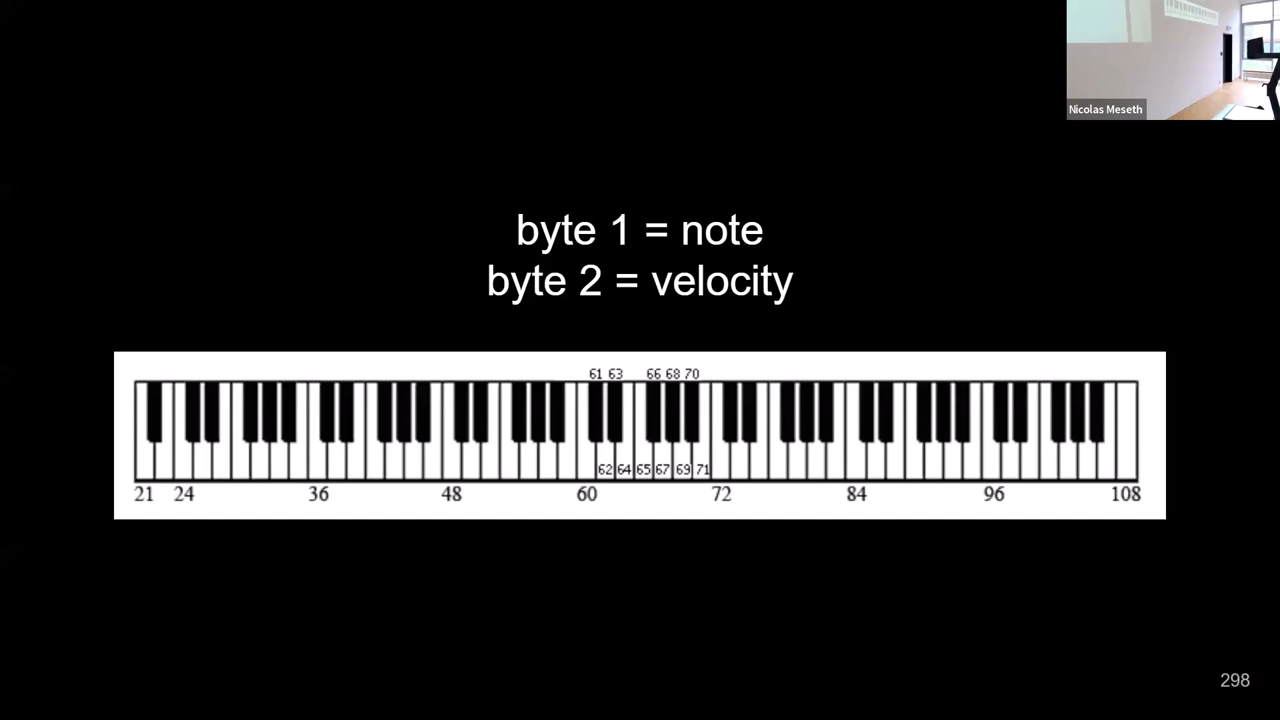 Nicolas Meseth
byte 1 = note
byte 2 = velocity
61 63 66 68 70
62 64 65 67 69 71
21 24 36 48 60 72 84 96 108
298